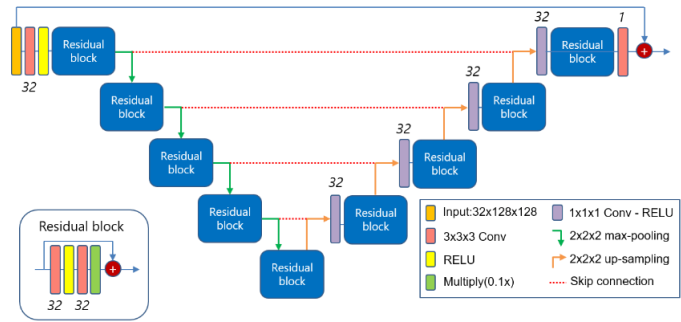 32
1
32
Residual
block
Residual
block
32
Residual
block
Residual
block
32
Residual
block
Residual
block
32
Residual
block
Residual
block
Residual
block
Residual block
32
32
Input:32x128x128
3x3x3 Conv
RELU
Multiply(0.1x)
1x1x1 Conv - RELU
2x2x2 max-pooling
2x2x2 up-sampling
Skip connection